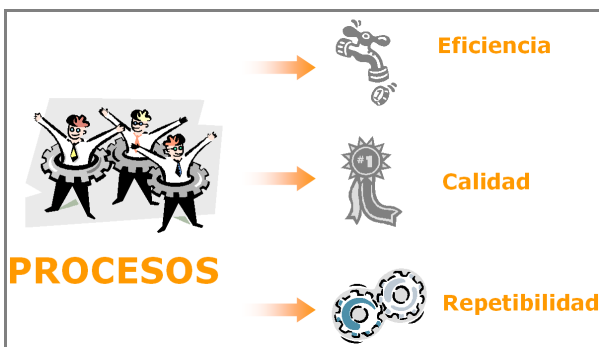 Eficiencia
#1
Calidad
PROCESOS
Repetibilidad